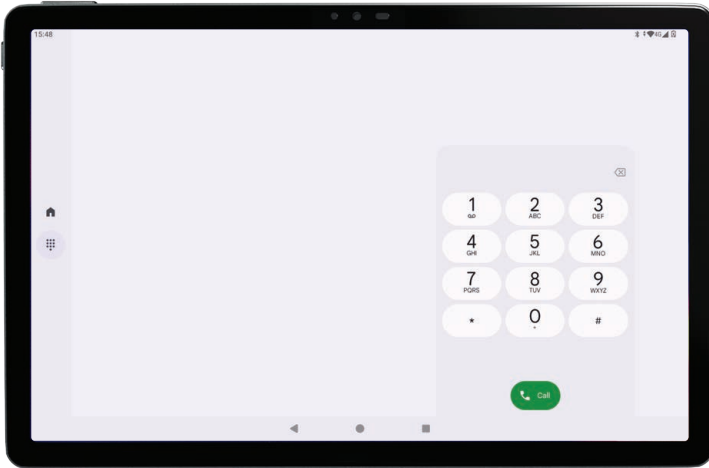 15:48
4G
1 2 3
ABC DEF
4 5 6
GHI JKL MNO
7 8 9
PQRS TUV WXYZ
* 0 #
+
Call